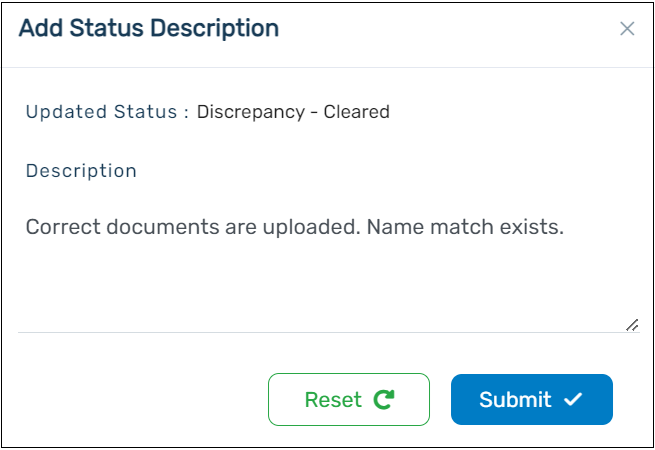 Add Status Description
Updated Status : Discrepancy - Cleared
Description
Correct documents are uploaded. Name match exists.
Reset
Submit